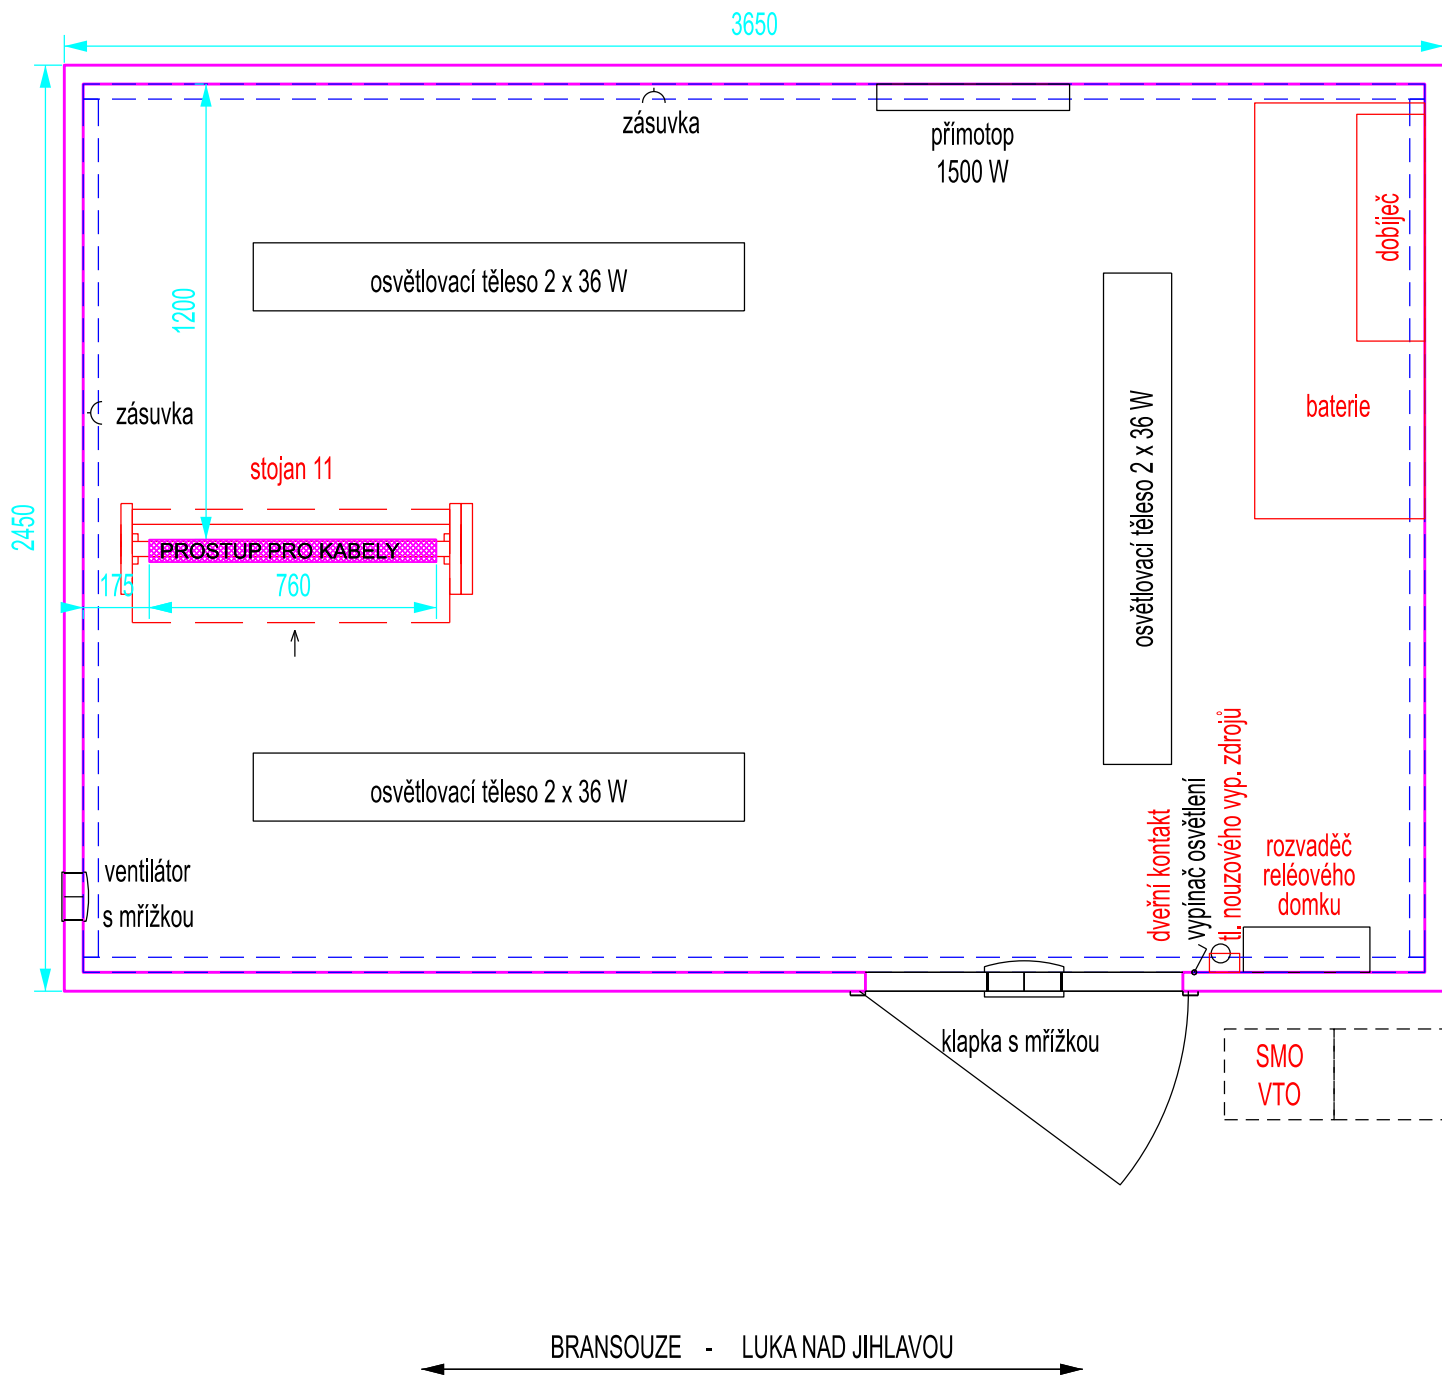 3650
zásuvka
přímotop
1500 W
dobíječ
osvětlovací těleso 2 x 36 W
1200
osvětlovací těleso 2 x 36 W
baterie
zásuvka
stojan 11
2450
PROSTUP PRO KABELY
175
760
osvětlovací těleso 2 x 36 W
dveřní kontakt
vypínač osvětlení
tl. nouzového vyp. zdrojů
rozvaděč
reléového
domku
ventilátor
s mřížkou
klapka s mřížkou
SMO
VTO
BRANSOUZE - LUKA NAD JIHLAVOU